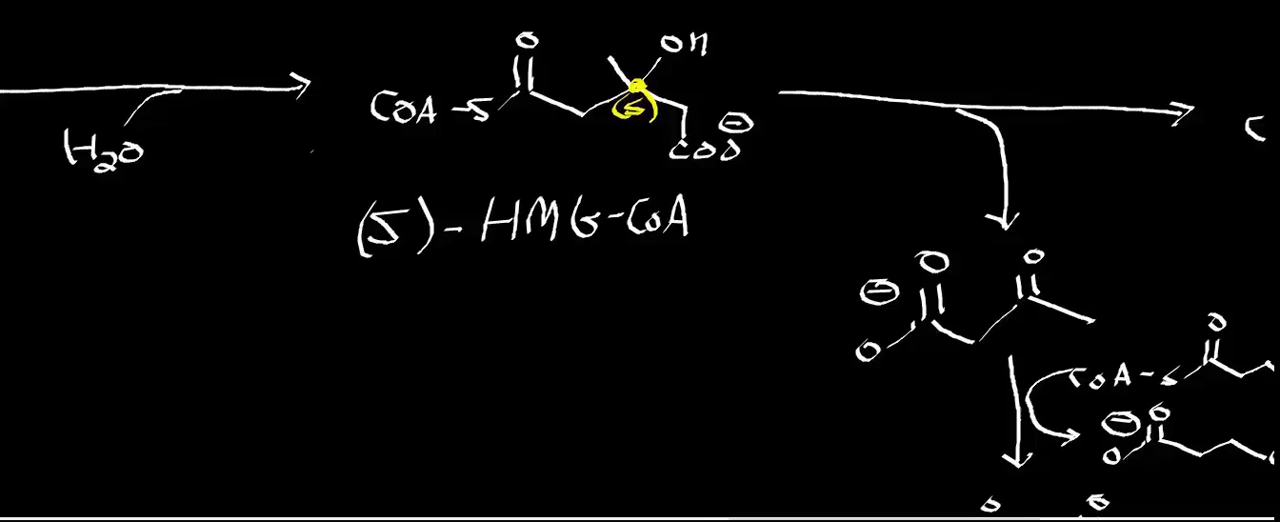 O OH
CoA-S (S) ⊖
H₂O COO
(S)-HMG-CoA
⊖ O O
O
O
CoA-S
⊖ O
O
O O